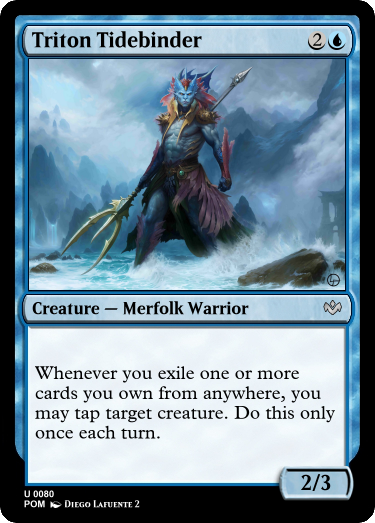 Triton Tidebinder 2
Creature — Merfolk Warrior
Whenever you exile one or more
cards you own from anywhere, you
may tap target creature. Do this only
once each turn.
2/3
U 0080
POM Diego Lafuente 2